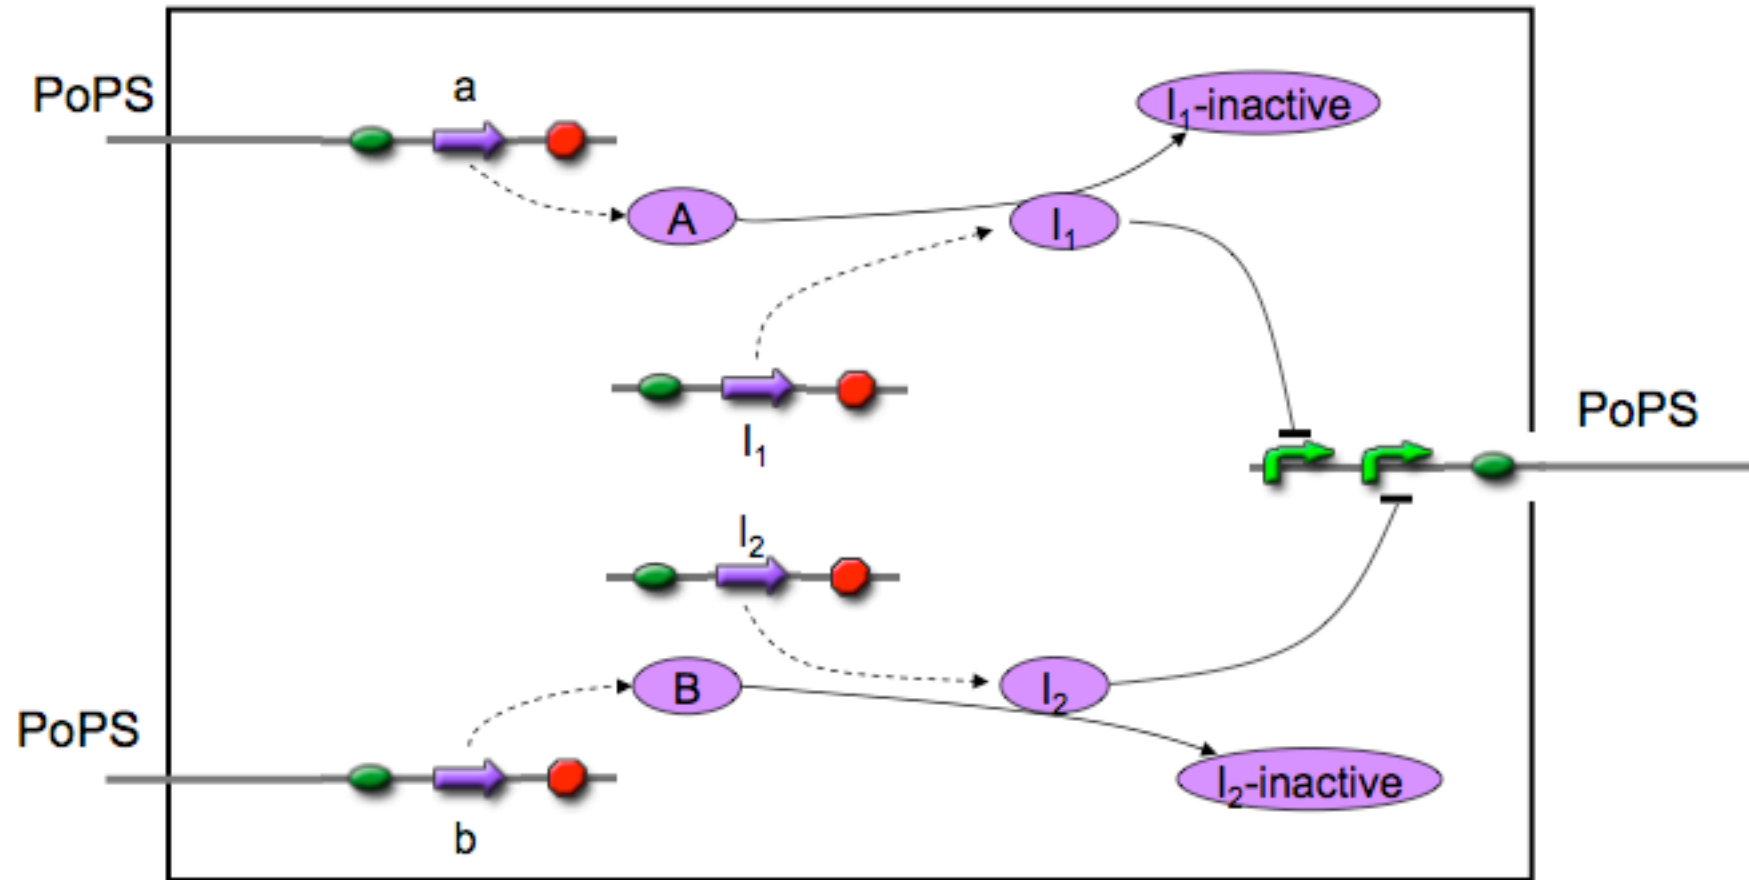 PoPS
a
I₁-inactive
A
I₁
I₁
PoPS
I₂
B
I₂
PoPS
I₂-inactive
b